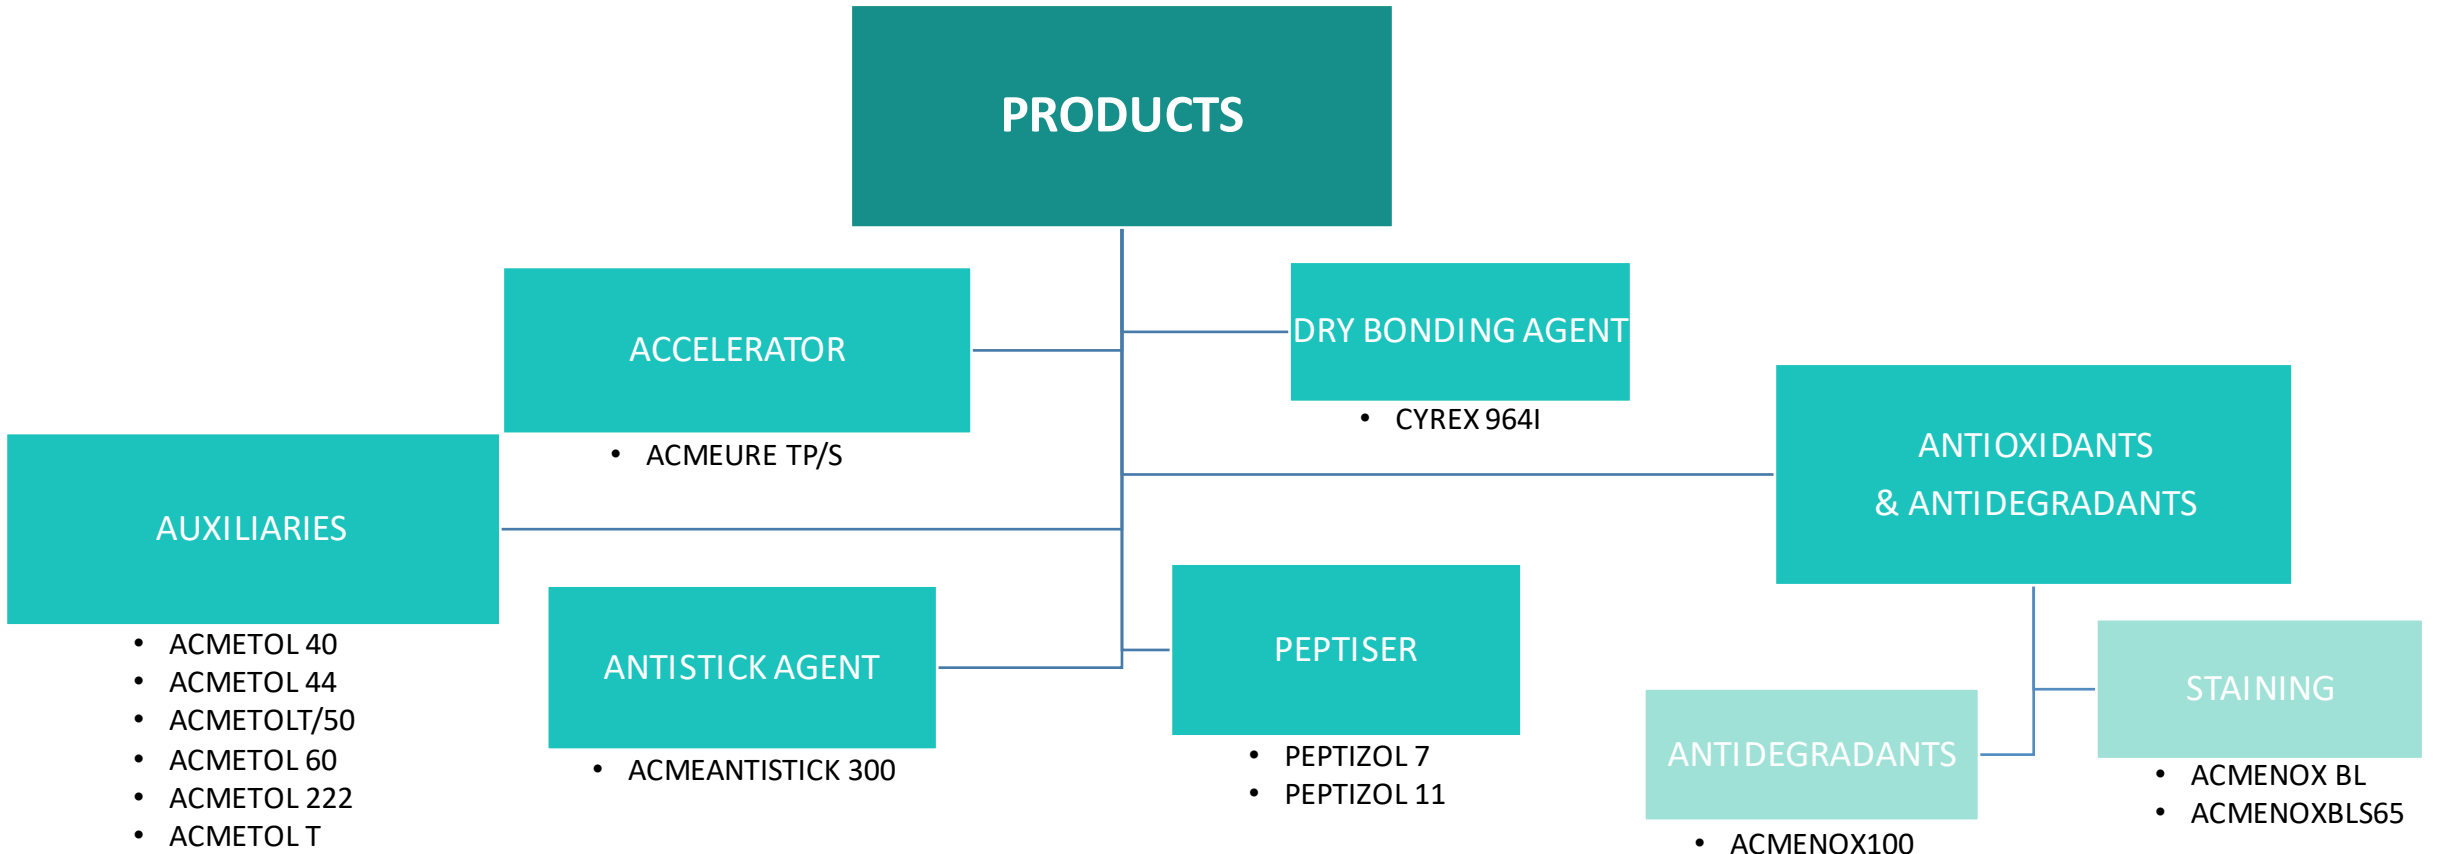 PRODUCTS
ACCELERATOR
• ACMEURE TP/S
DRY BONDING AGENT
• CYREX 964I
AUXILIARIES
• ACMETOL 40
• ACMETOL 44
• ACMETOLT/50
• ACMETOL 60
• ACMETOL 222
• ACMETOL T
ANTISTICK AGENT
• ACMEANTISTICK 300
PEPTISER
• PEPTIZOL 7
• PEPTIZOL 11
ANTIOXIDANTS
& ANTIDEGRADANTS
ANTIDEGRADANTS
• ACMENOX100
STAINING
• ACMENOX BL
• ACMENOXBLS65